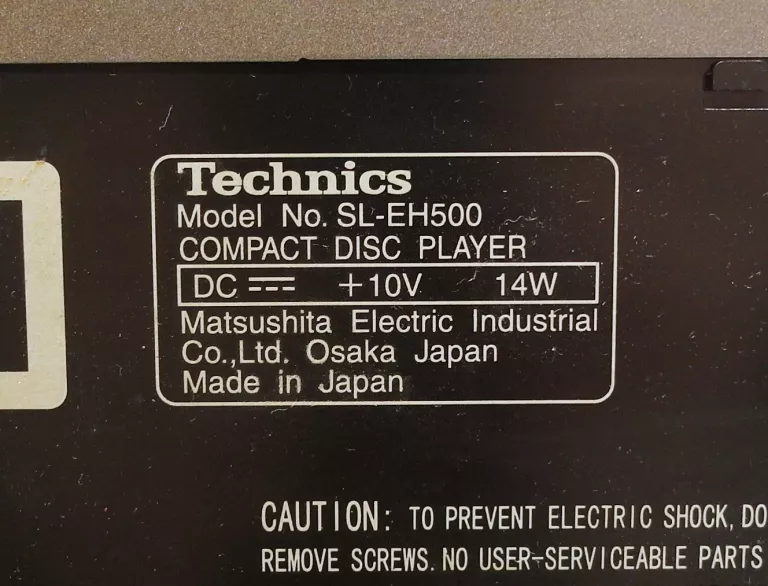 Technics
Model No. SL-EH500
COMPACT DISC PLAYER
DC ⎓ +10V 14W
Matsushita Electric Industrial
Co.,Ltd. Osaka Japan
Made in Japan
CAUTION: TO PREVENT ELECTRIC SHOCK, DO
REMOVE SCREWS. NO USER-SERVICEABLE PARTS